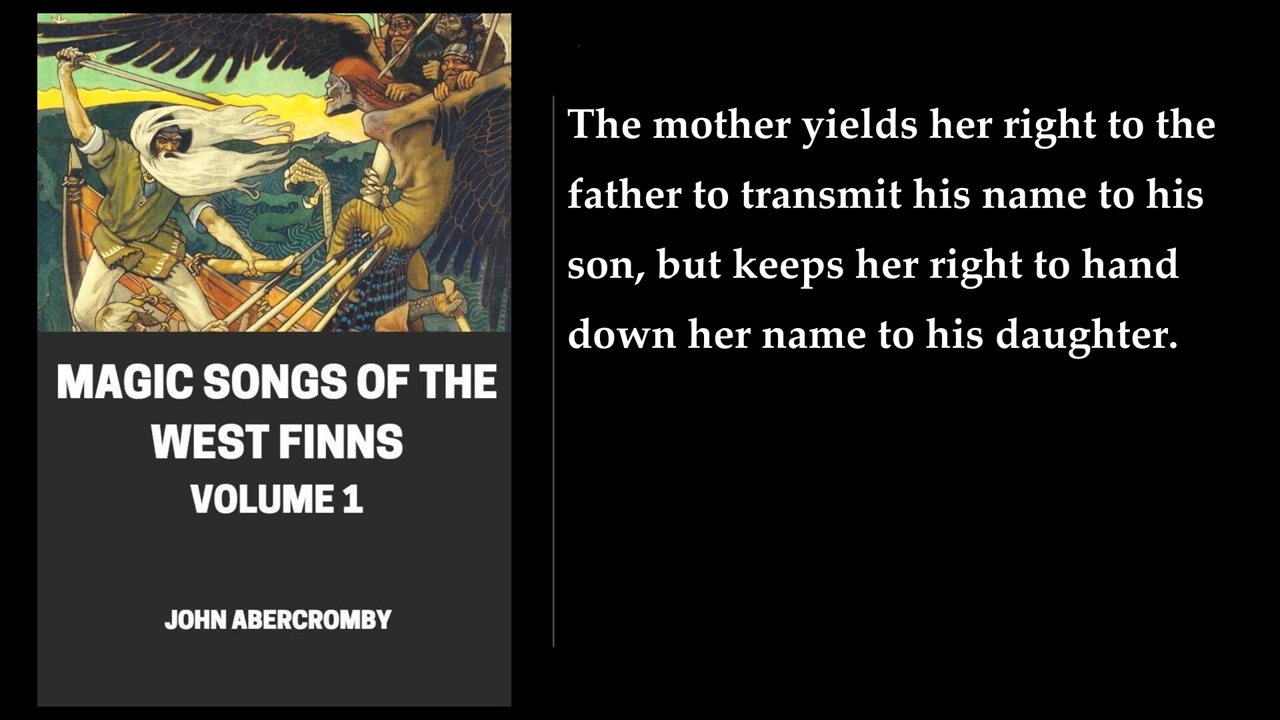 MAGIC SONGS OF THE
WEST FINNS
VOLUME 1
JOHN ABERCROMBY
The mother yields her right to the
father to transmit his name to his
son, but keeps her right to hand
down her name to his daughter.